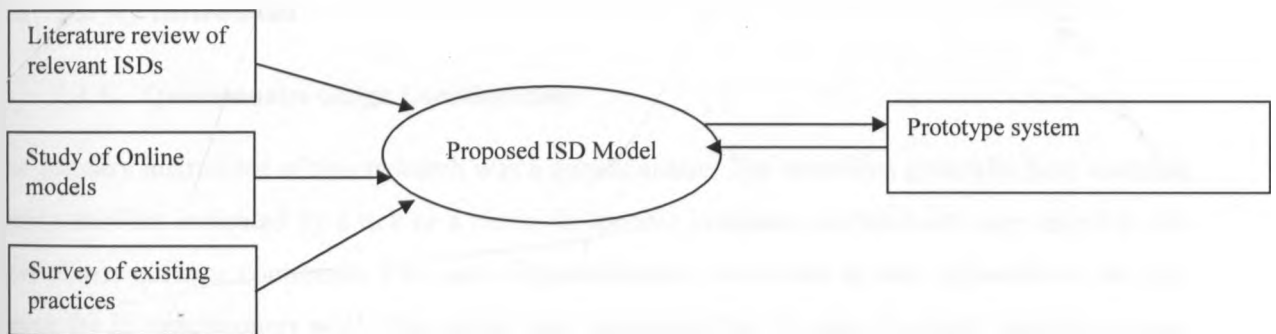 Literature review of
relevant ISDs
Study of Online
models
Survey of existing
practices
Proposed ISD Model
Prototype system